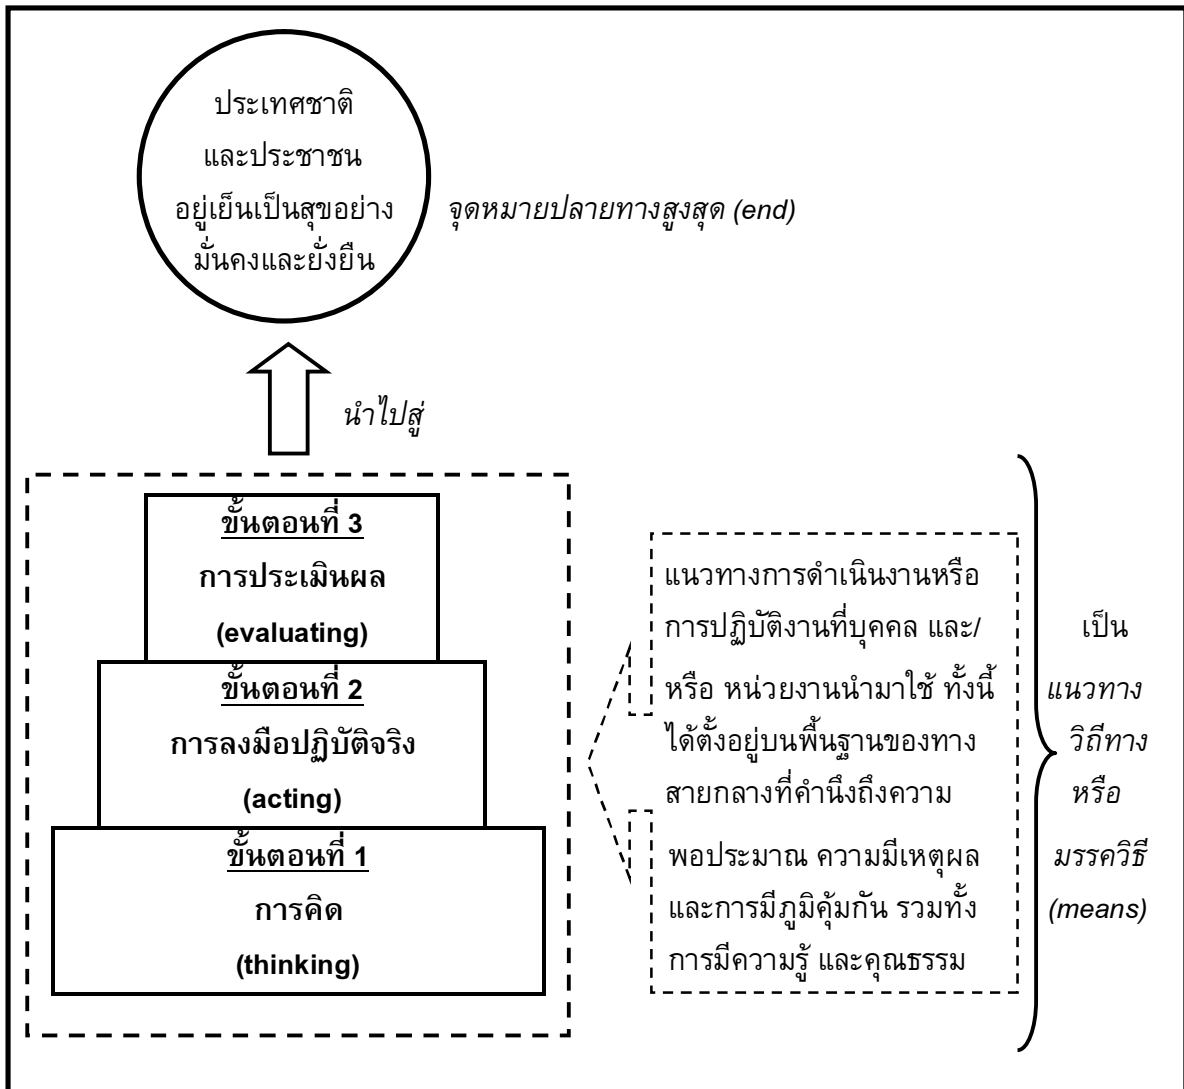 ประเทศชาติ
และประชาชน
อยู่เย็นเป็นสุขอย่าง
มั่นคงและยั่งยืน
จุดหมายปลายทางสูงสุด (end)
นำไปสู่
ขั้นตอนที่ 3
การประเมินผล
(evaluating)
ขั้นตอนที่ 2
การลงมือปฏิบัติจริง
(acting)
ขั้นตอนที่ 1
การคิด
(thinking)
แนวทางการดำเนินงานหรือ
การปฏิบัติงานที่บุคคล และ/
หรือ หน่วยงานนำมาใช้ ทั้งนี้
ได้ตั้งอยู่บนพื้นฐานของทาง
สายกลางที่คำนึงถึงความ
พอประมาณ ความมีเหตุผล
และการมีภูมิคุ้มกัน รวมทั้ง
การมีความรู้ และคุณธรรม
เป็น
แนวทาง
วิถีทาง
หรือ
มรรควิธี
(means)